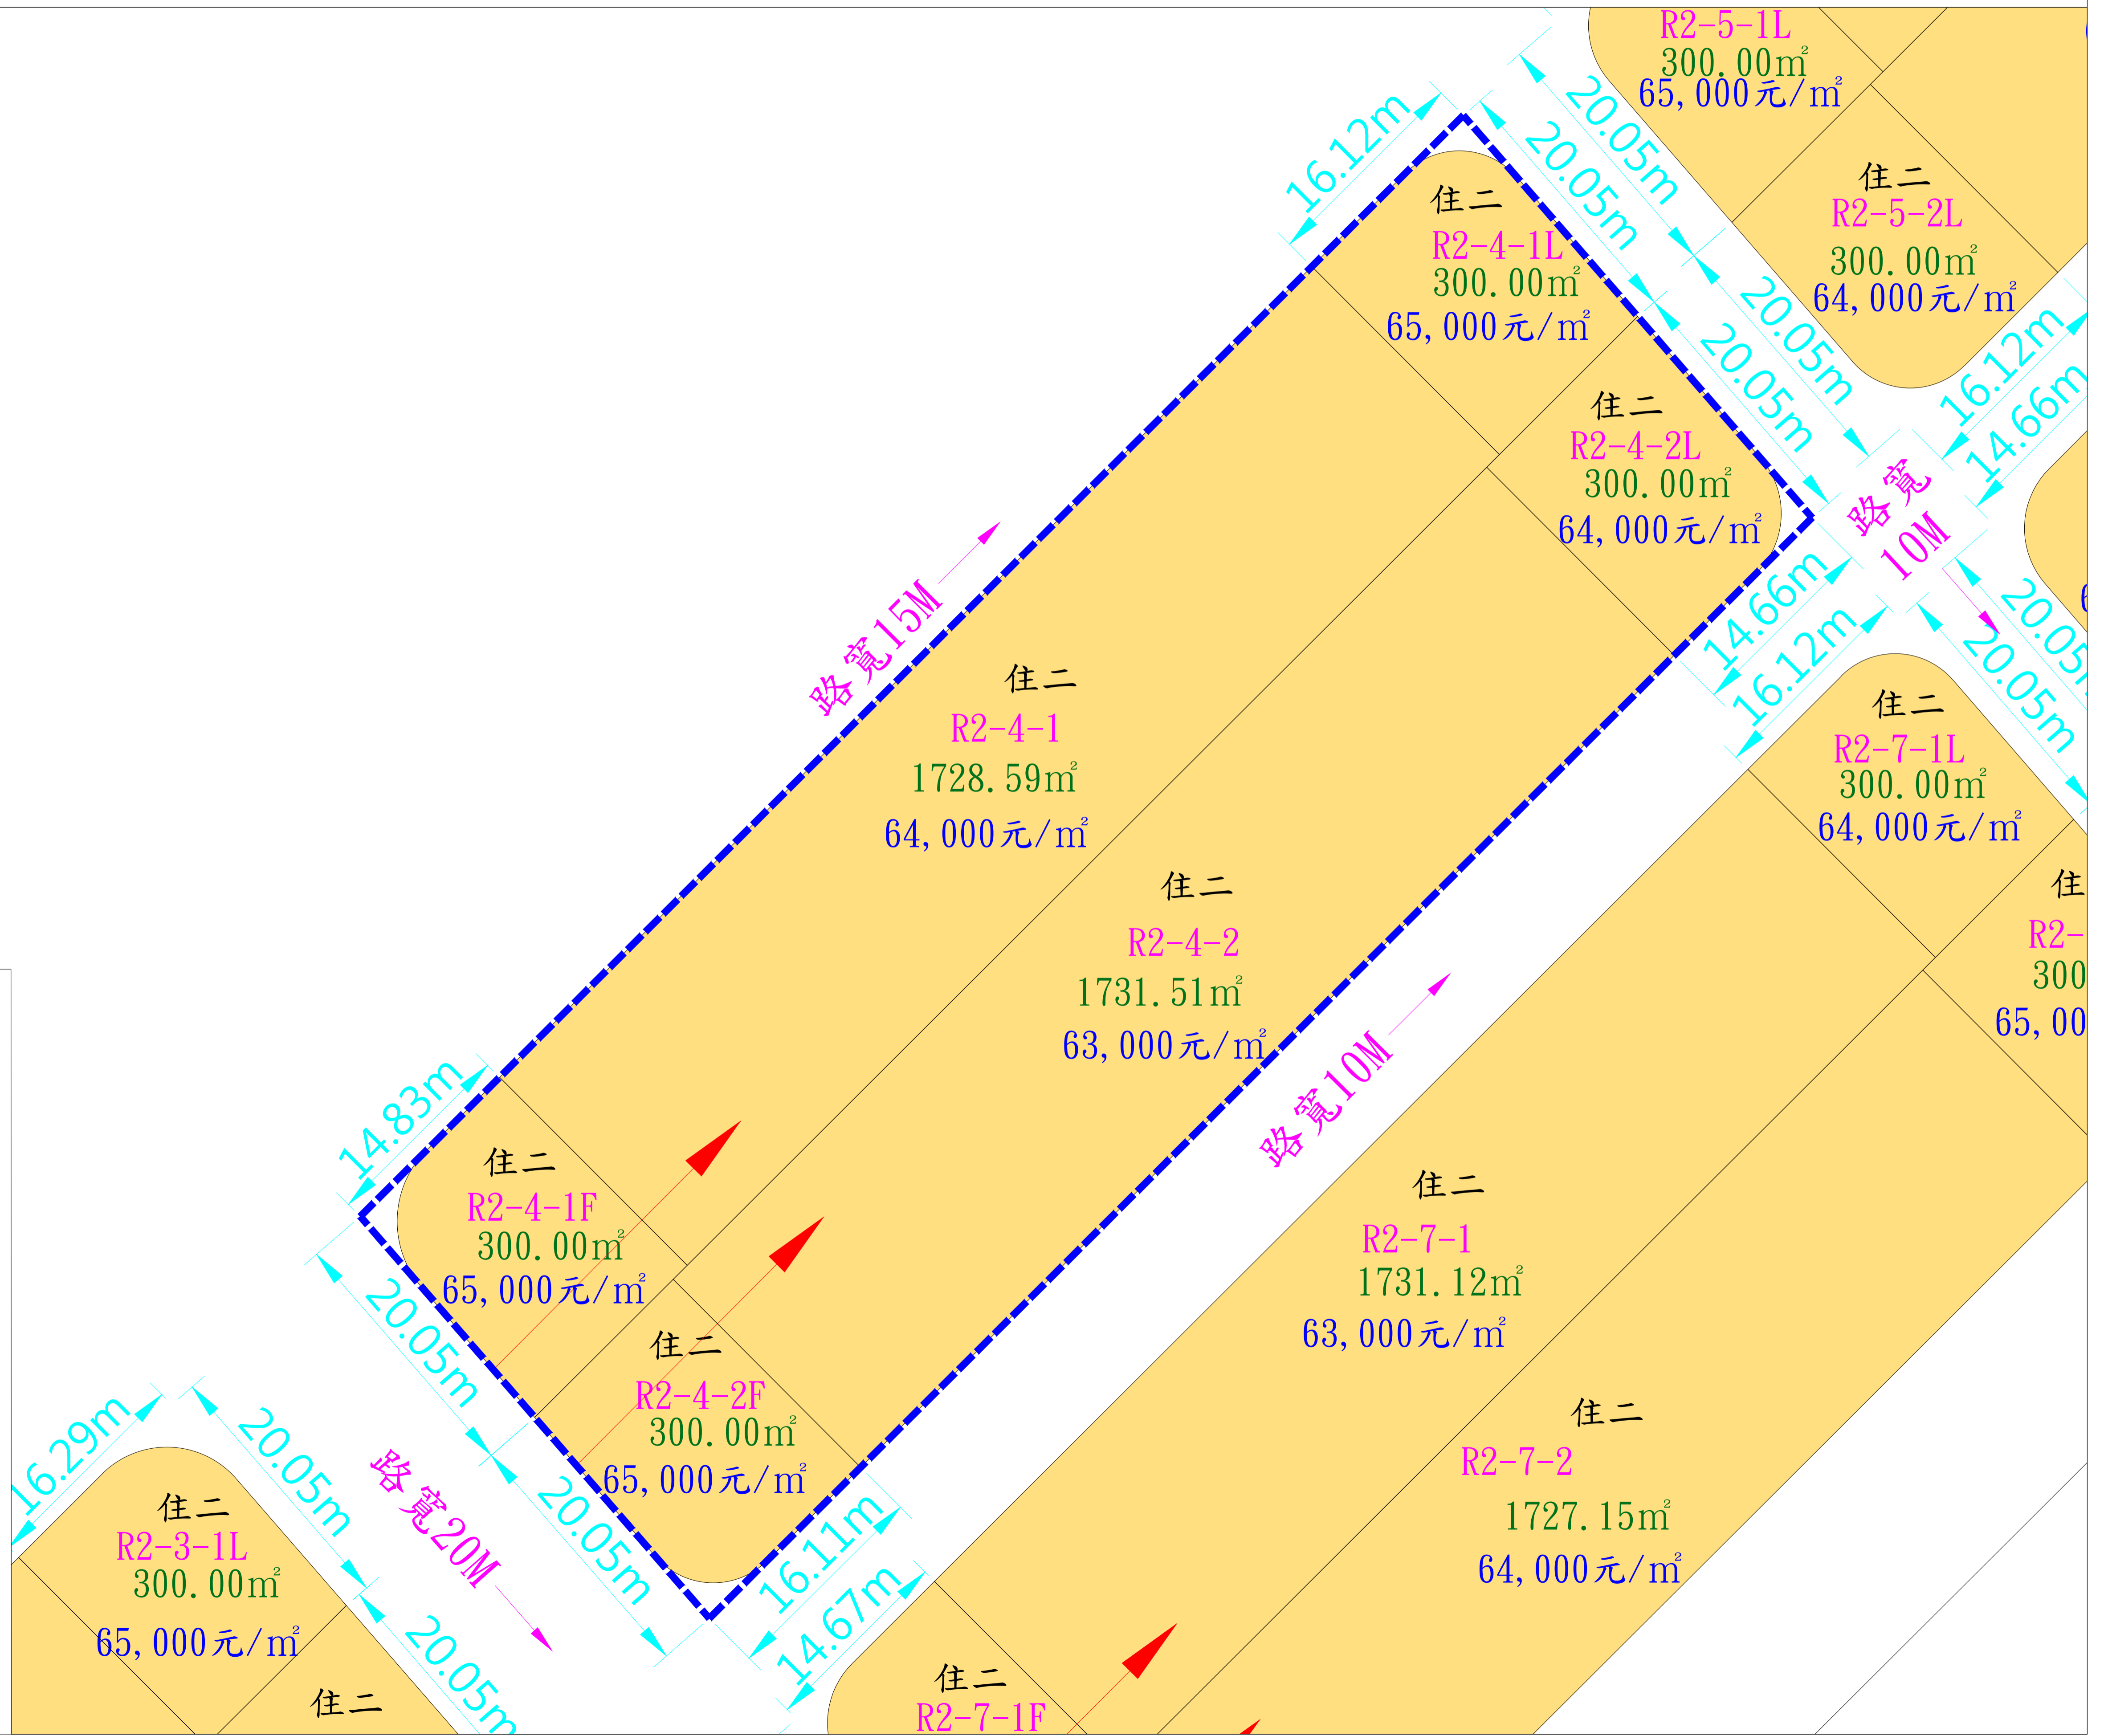 R2-5-1L
300.00㎡
65,000元/㎡
20.05m
16.12m
20.05m
住二
R2-5-2L
300.00㎡
64,000元/㎡
住二
R2-4-1L
300.00㎡
65,000元/㎡
20.05m
20.05m
16.12m
14.66m
住二
R2-4-2L
300.00㎡
64,000元/㎡
路寬
10M
14.66m
16.12m
20.05m
20.05m
路寬15M
住二
R2-4-1
1728.59㎡
64,000元/㎡
住二
R2-7-1L
300.00㎡
64,000元/㎡
住二
R2-4-2
1731.51㎡
63,000元/㎡
住
R2-
300
65,00
路寬10M
14.83m
住二
R2-4-1F
300.00㎡
65,000元/㎡
20.05m
住二
R2-7-1
1731.12㎡
63,000元/㎡
住二
R2-4-2F
300.00㎡
65,000元/㎡
20.05m
16.11m
14.67m
住二
R2-7-2
1727.15㎡
64,000元/㎡
16.29m
20.05m
路寬20M
住二
R2-3-1L
300.00㎡
65,000元/㎡
20.05m
住二
住二
R2-7-1F